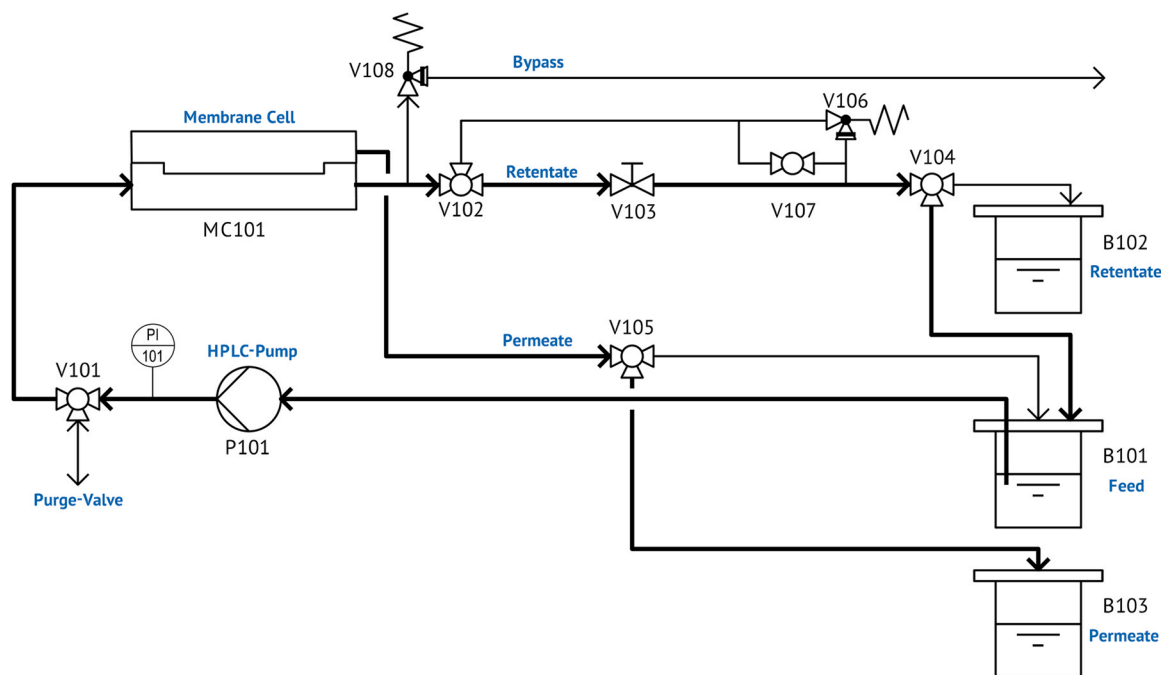 V108
Bypass
V106
Membrane Cell
V104
Retentate
V102
V103
V107
MC101
B102
Retentate
V105
Permeate
PI
101
HPLC-Pump
V101
P101
B101
Feed
Purge-Valve
B103
Permeate